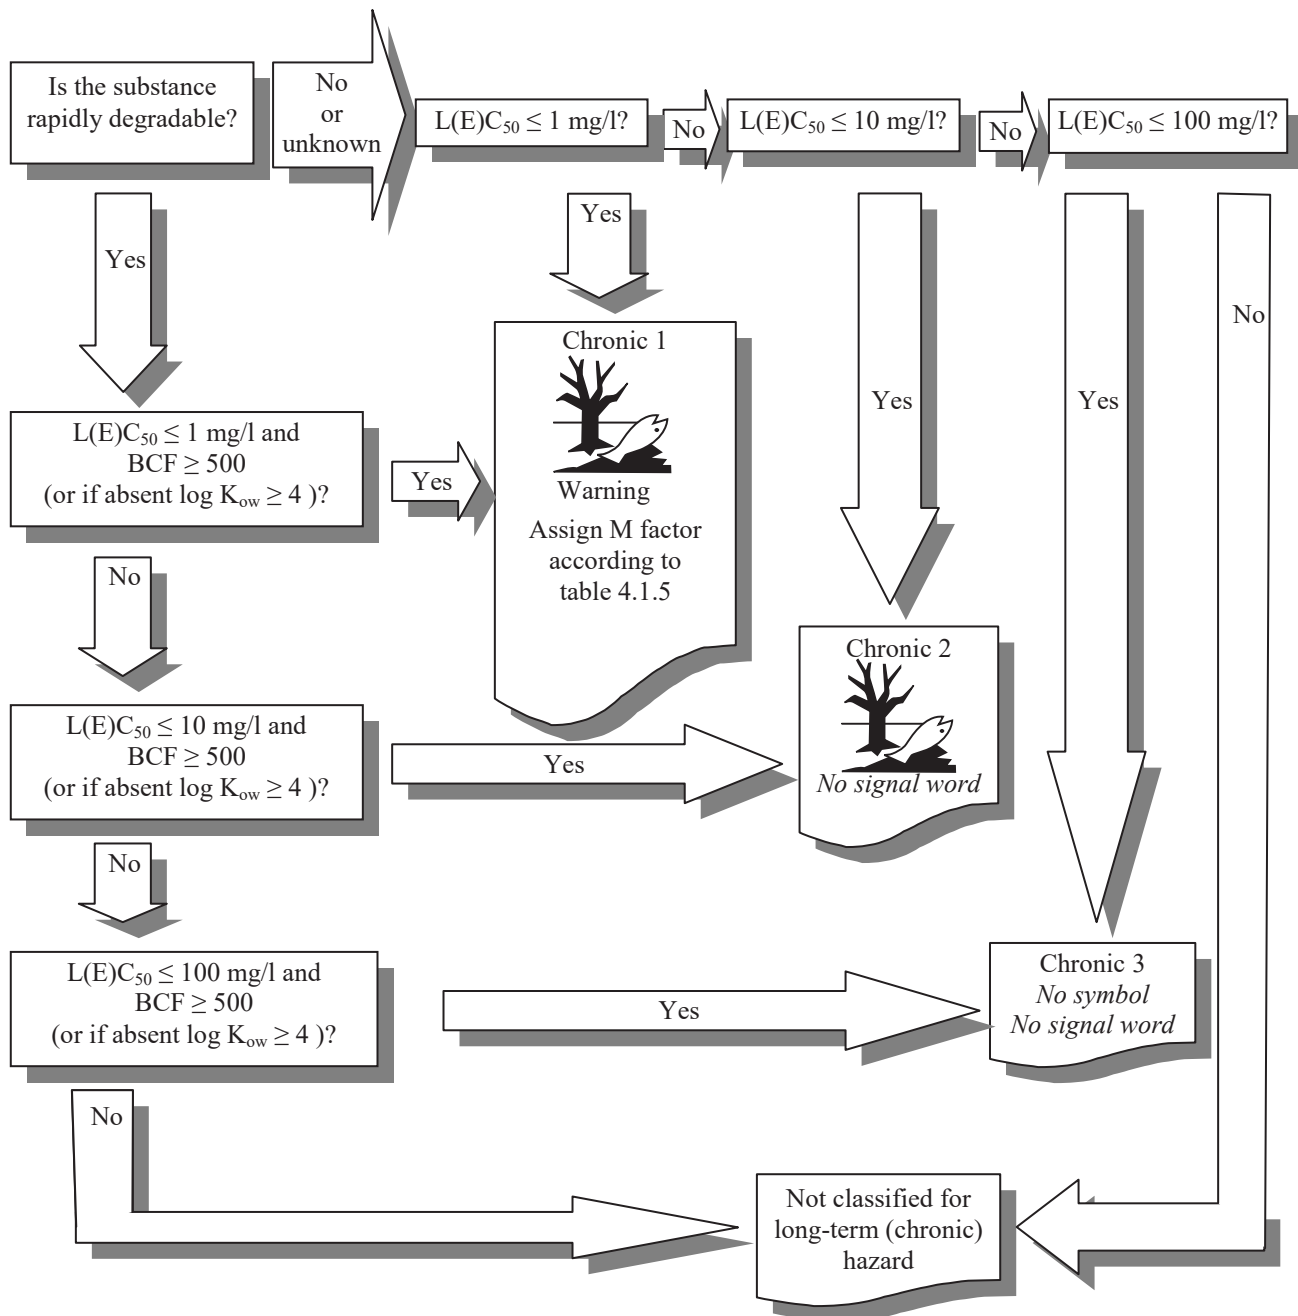 Is the substance
rapidly degradable?
No
or
unknown
L(E)C₅₀ ≤ 1 mg/l?
No
L(E)C₅₀ ≤ 10 mg/l?
No
L(E)C₅₀ ≤ 100 mg/l?
Yes
Yes
Yes
Yes
No
L(E)C₅₀ ≤ 1 mg/l and
BCF ≥ 500
(or if absent log Kₒw ≥ 4 )?
Yes
Chronic 1
Warning
Assign M factor
according to
table 4.1.5
No
L(E)C₅₀ ≤ 10 mg/l and
BCF ≥ 500
(or if absent log Kₒw ≥ 4 )?
Yes
Chronic 2
No signal word
No
L(E)C₅₀ ≤ 100 mg/l and
BCF ≥ 500
(or if absent log Kₒw ≥ 4 )?
Yes
Chronic 3
No symbol
No signal word
No
Not classified for
long-term (chronic)
hazard